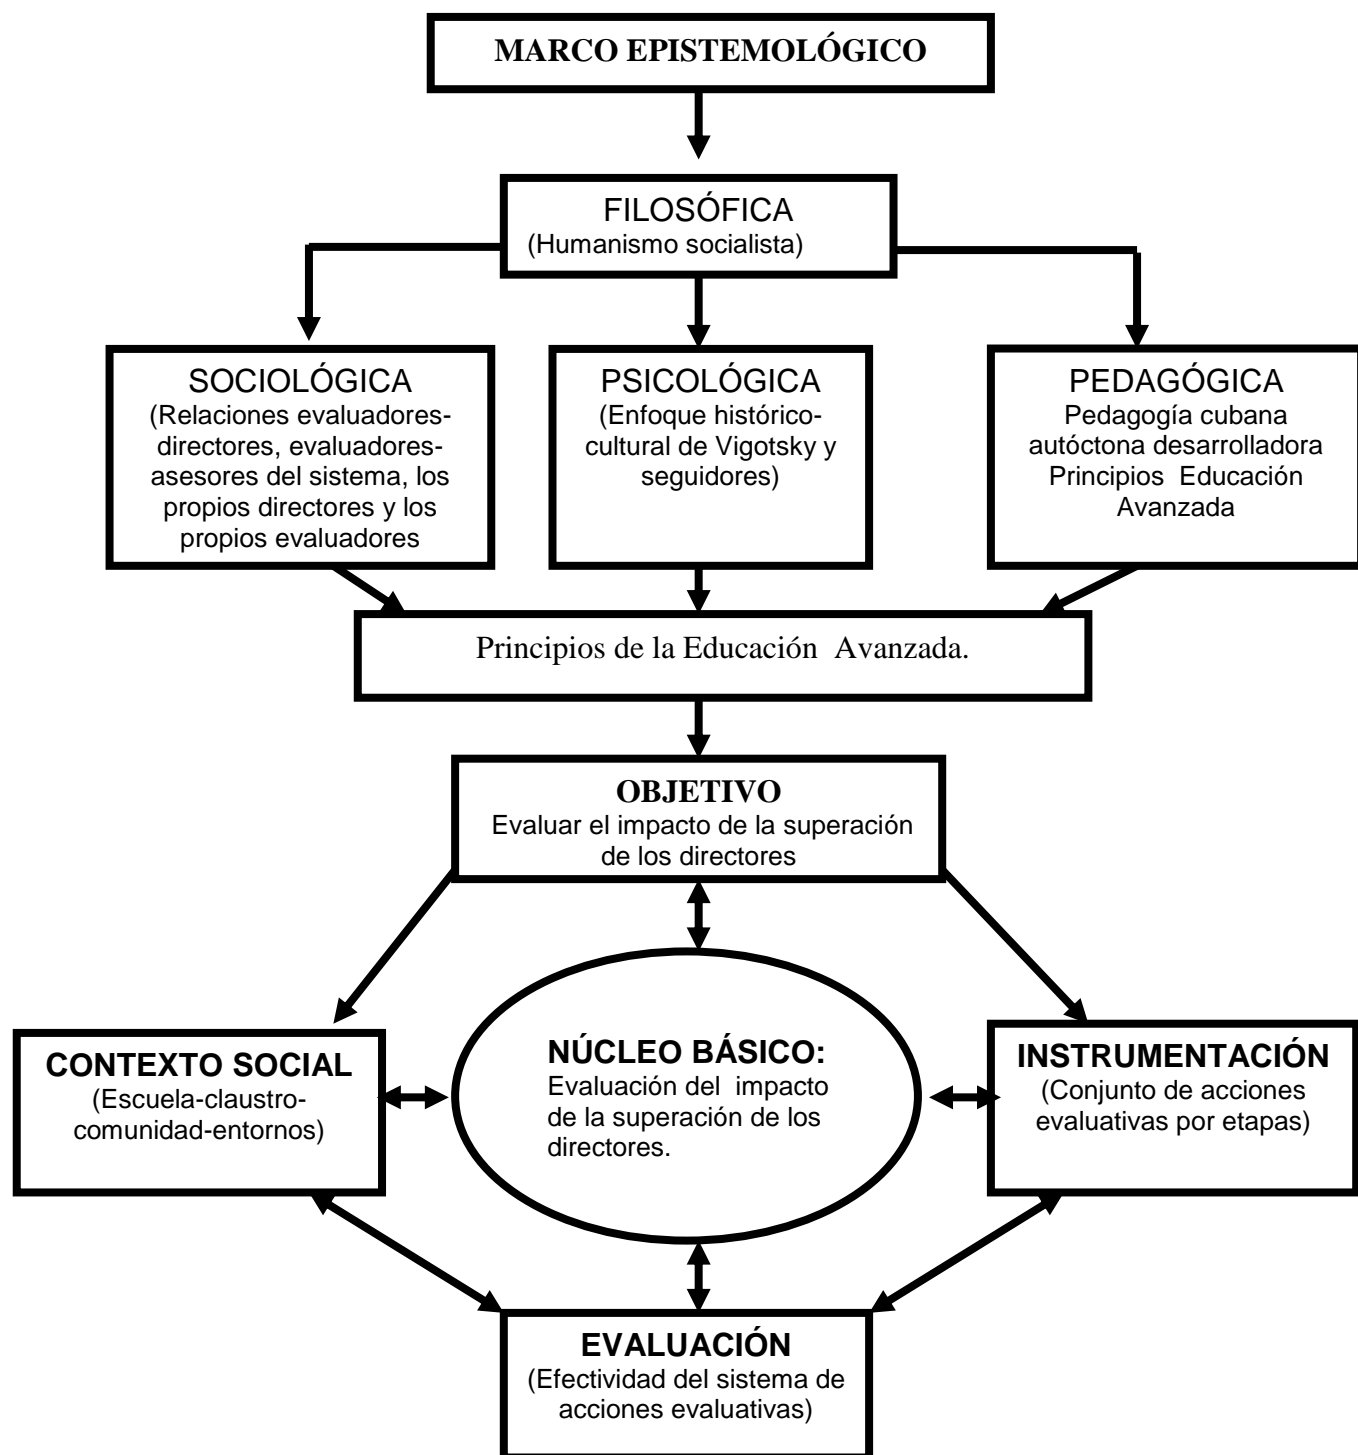 MARCO EPISTEMOLÓGICO
FILOSÓFICA
(Humanismo socialista)
SOCIOLÓGICA
(Relaciones evaluadores-
directores, evaluadores-
asesores del sistema, los
propios directores y los
propios evaluadores
PSICOLÓGICA
(Enfoque histórico-
cultural de Vigotsky y
seguidores)
PEDAGÓGICA
Pedagogía cubana
autóctona desarrolladora
Principios  Educación
Avanzada
Principios de la Educación  Avanzada.
OBJETIVO
Evaluar el impacto de la superación
de los directores
CONTEXTO SOCIAL
(Escuela-claustro-
comunidad-entornos)
NÚCLEO BÁSICO:
Evaluación del  impacto
de la superación de los
directores.
INSTRUMENTACIÓN
(Conjunto de acciones
evaluativas por etapas)
EVALUACIÓN
(Efectividad del sistema de
acciones evaluativas)